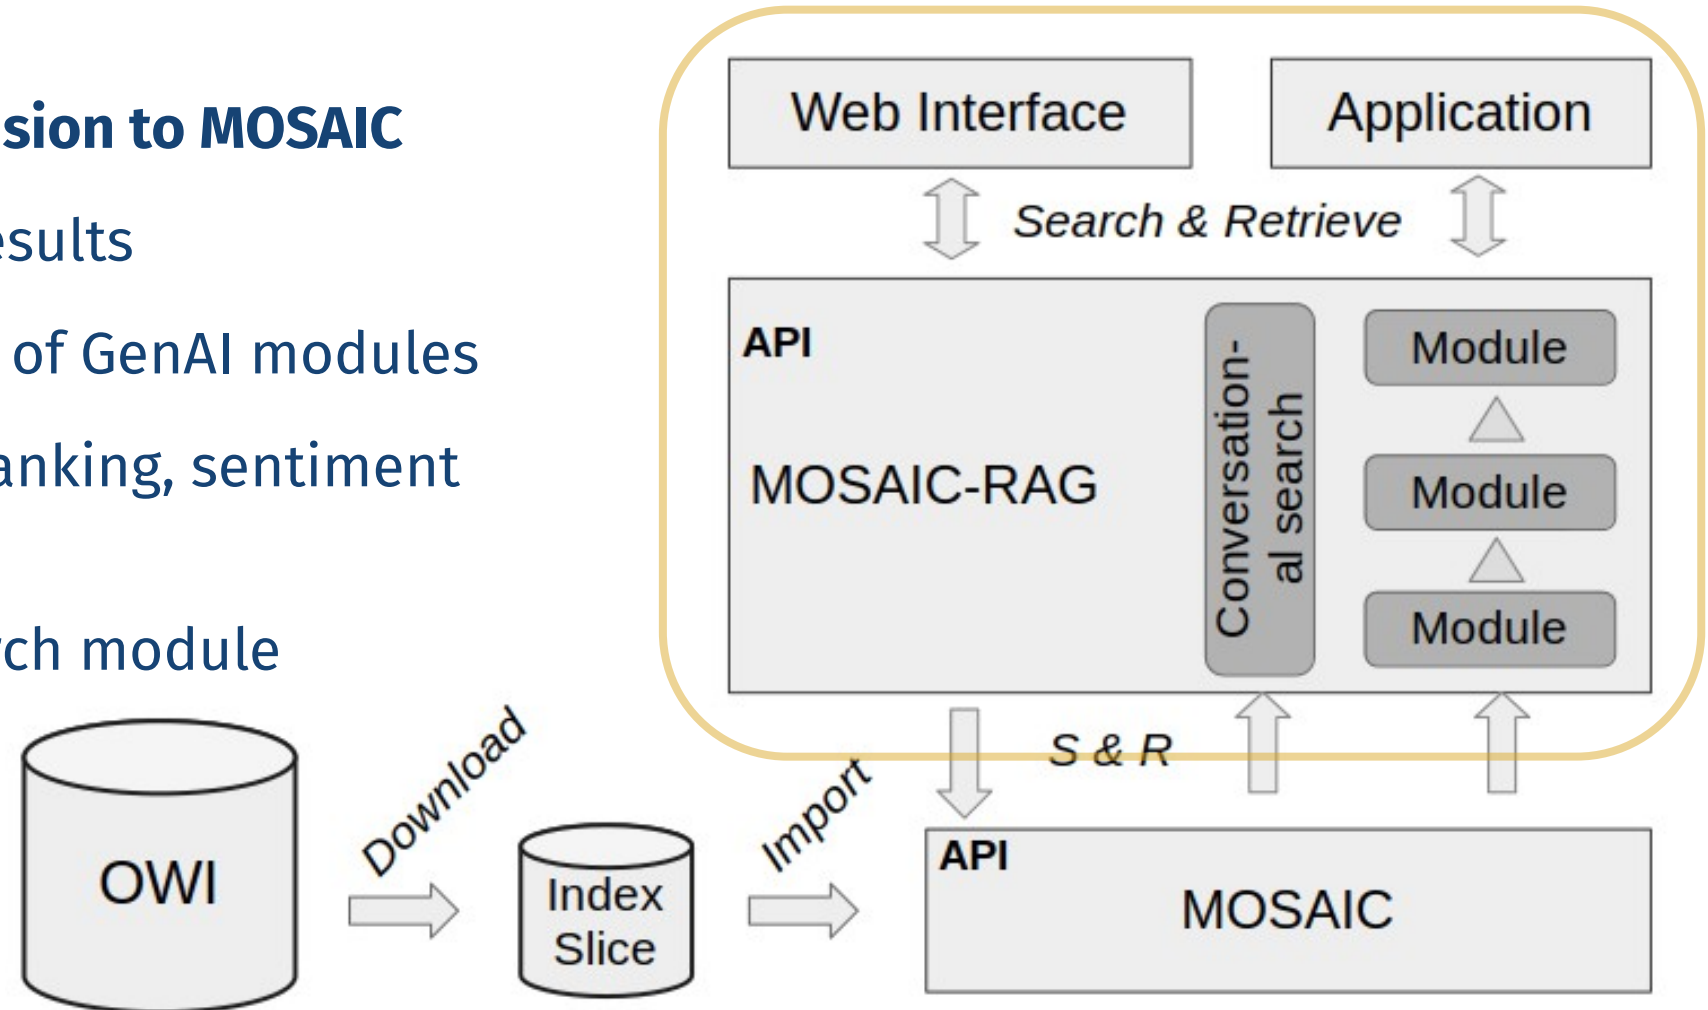 sion to MOSAIC
esults
of GenAI modules
anking, sentiment
rch module
Web Interface
Application
Search & Retrieve
API
MOSAIC-RAG
Conversation-
al search
Module
Module
Module
S & R
OWI
Download
Index
Slice
Import
API
MOSAIC